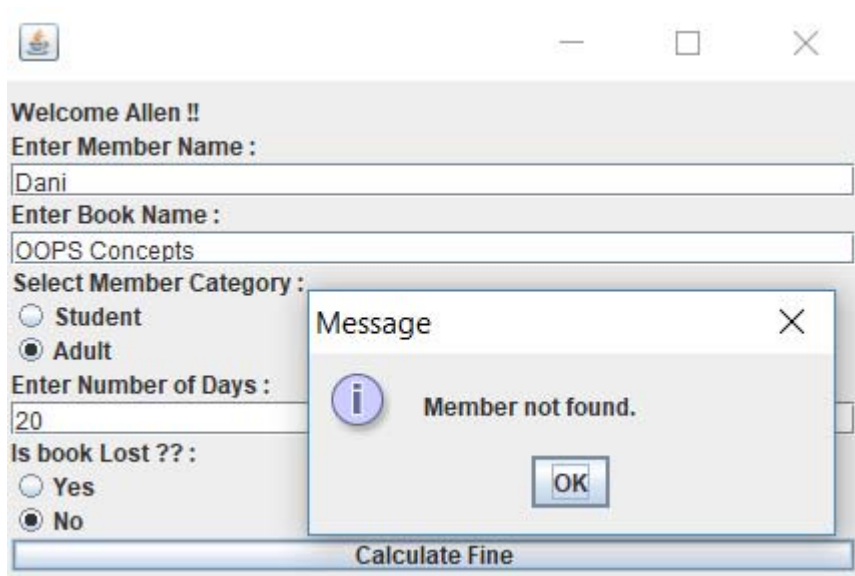 Welcome Allen !!
Enter Member Name :
Dani
Enter Book Name :
OOPS Concepts
Select Member Category :
Student
Adult
Enter Number of Days :
20
Is book Lost ?? :
Yes
No
Calculate Fine
Message
Member not found.
OK